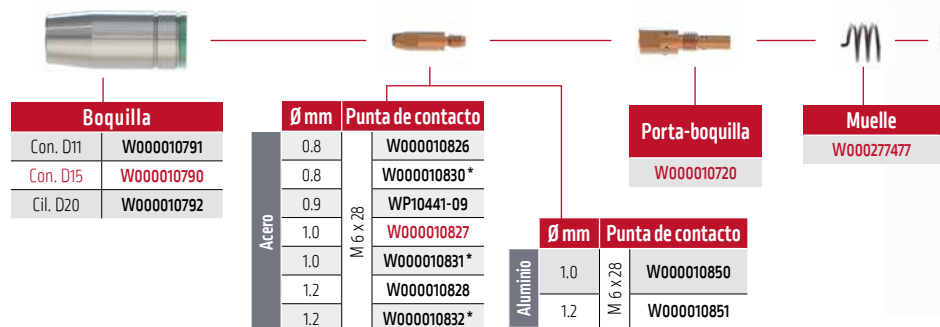 Boquilla
Con. D11 W000010791
Con. D15 W000010790
Cil. D20 W000010792
Ø mm Punta de contacto
Acero
M 6 x 28
0.8 W000010826
0.8 W000010830*
0.9 WP10441-09
1.0 W000010827
1.0 W000010831*
1.2 W000010828
1.2 W000010832*
Ø mm Punta de contacto
Aluminio
M 6 x 28
1.0 W000010850
1.2 W000010851
Porta-boquilla
W000010720
Muelle
W000277477